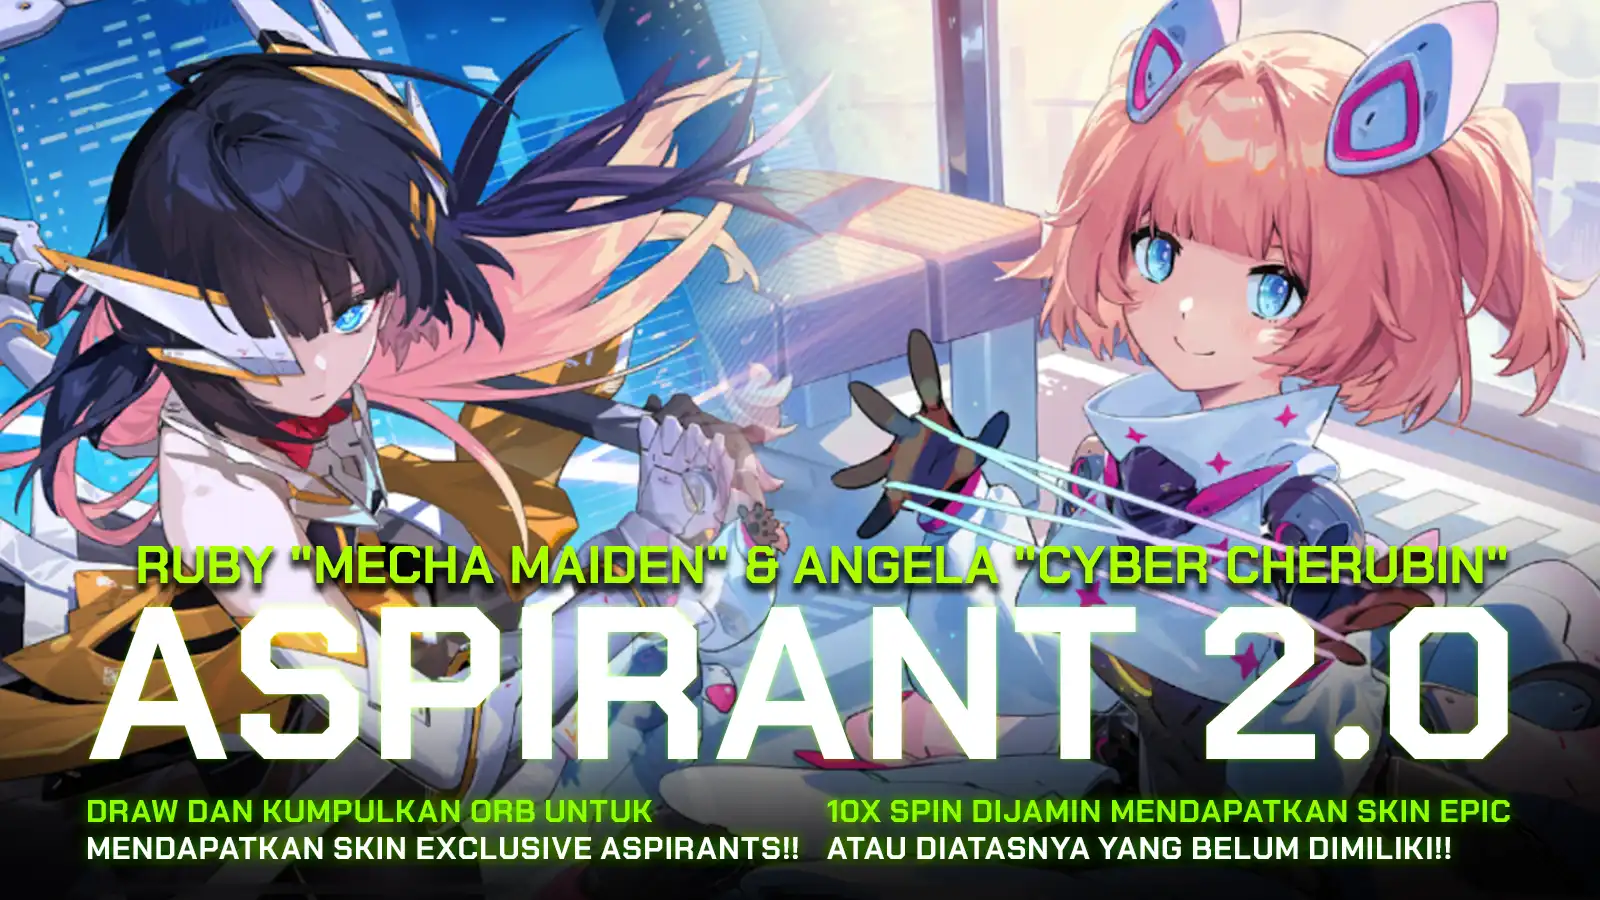 RUBY "MECHA MAIDEN" & ANGELA "CYBER CHERUBIN"
ASPIRANT 2.0
DRAW DAN KUMPULKAN ORB UNTUK
MENDAPATKAN SKIN EXCLUSIVE ASPIRANTS!!
10X SPIN DIJAMIN MENDAPATKAN SKIN EPIC
ATAU DIATASNYA YANG BELUM DIMILIKI!!